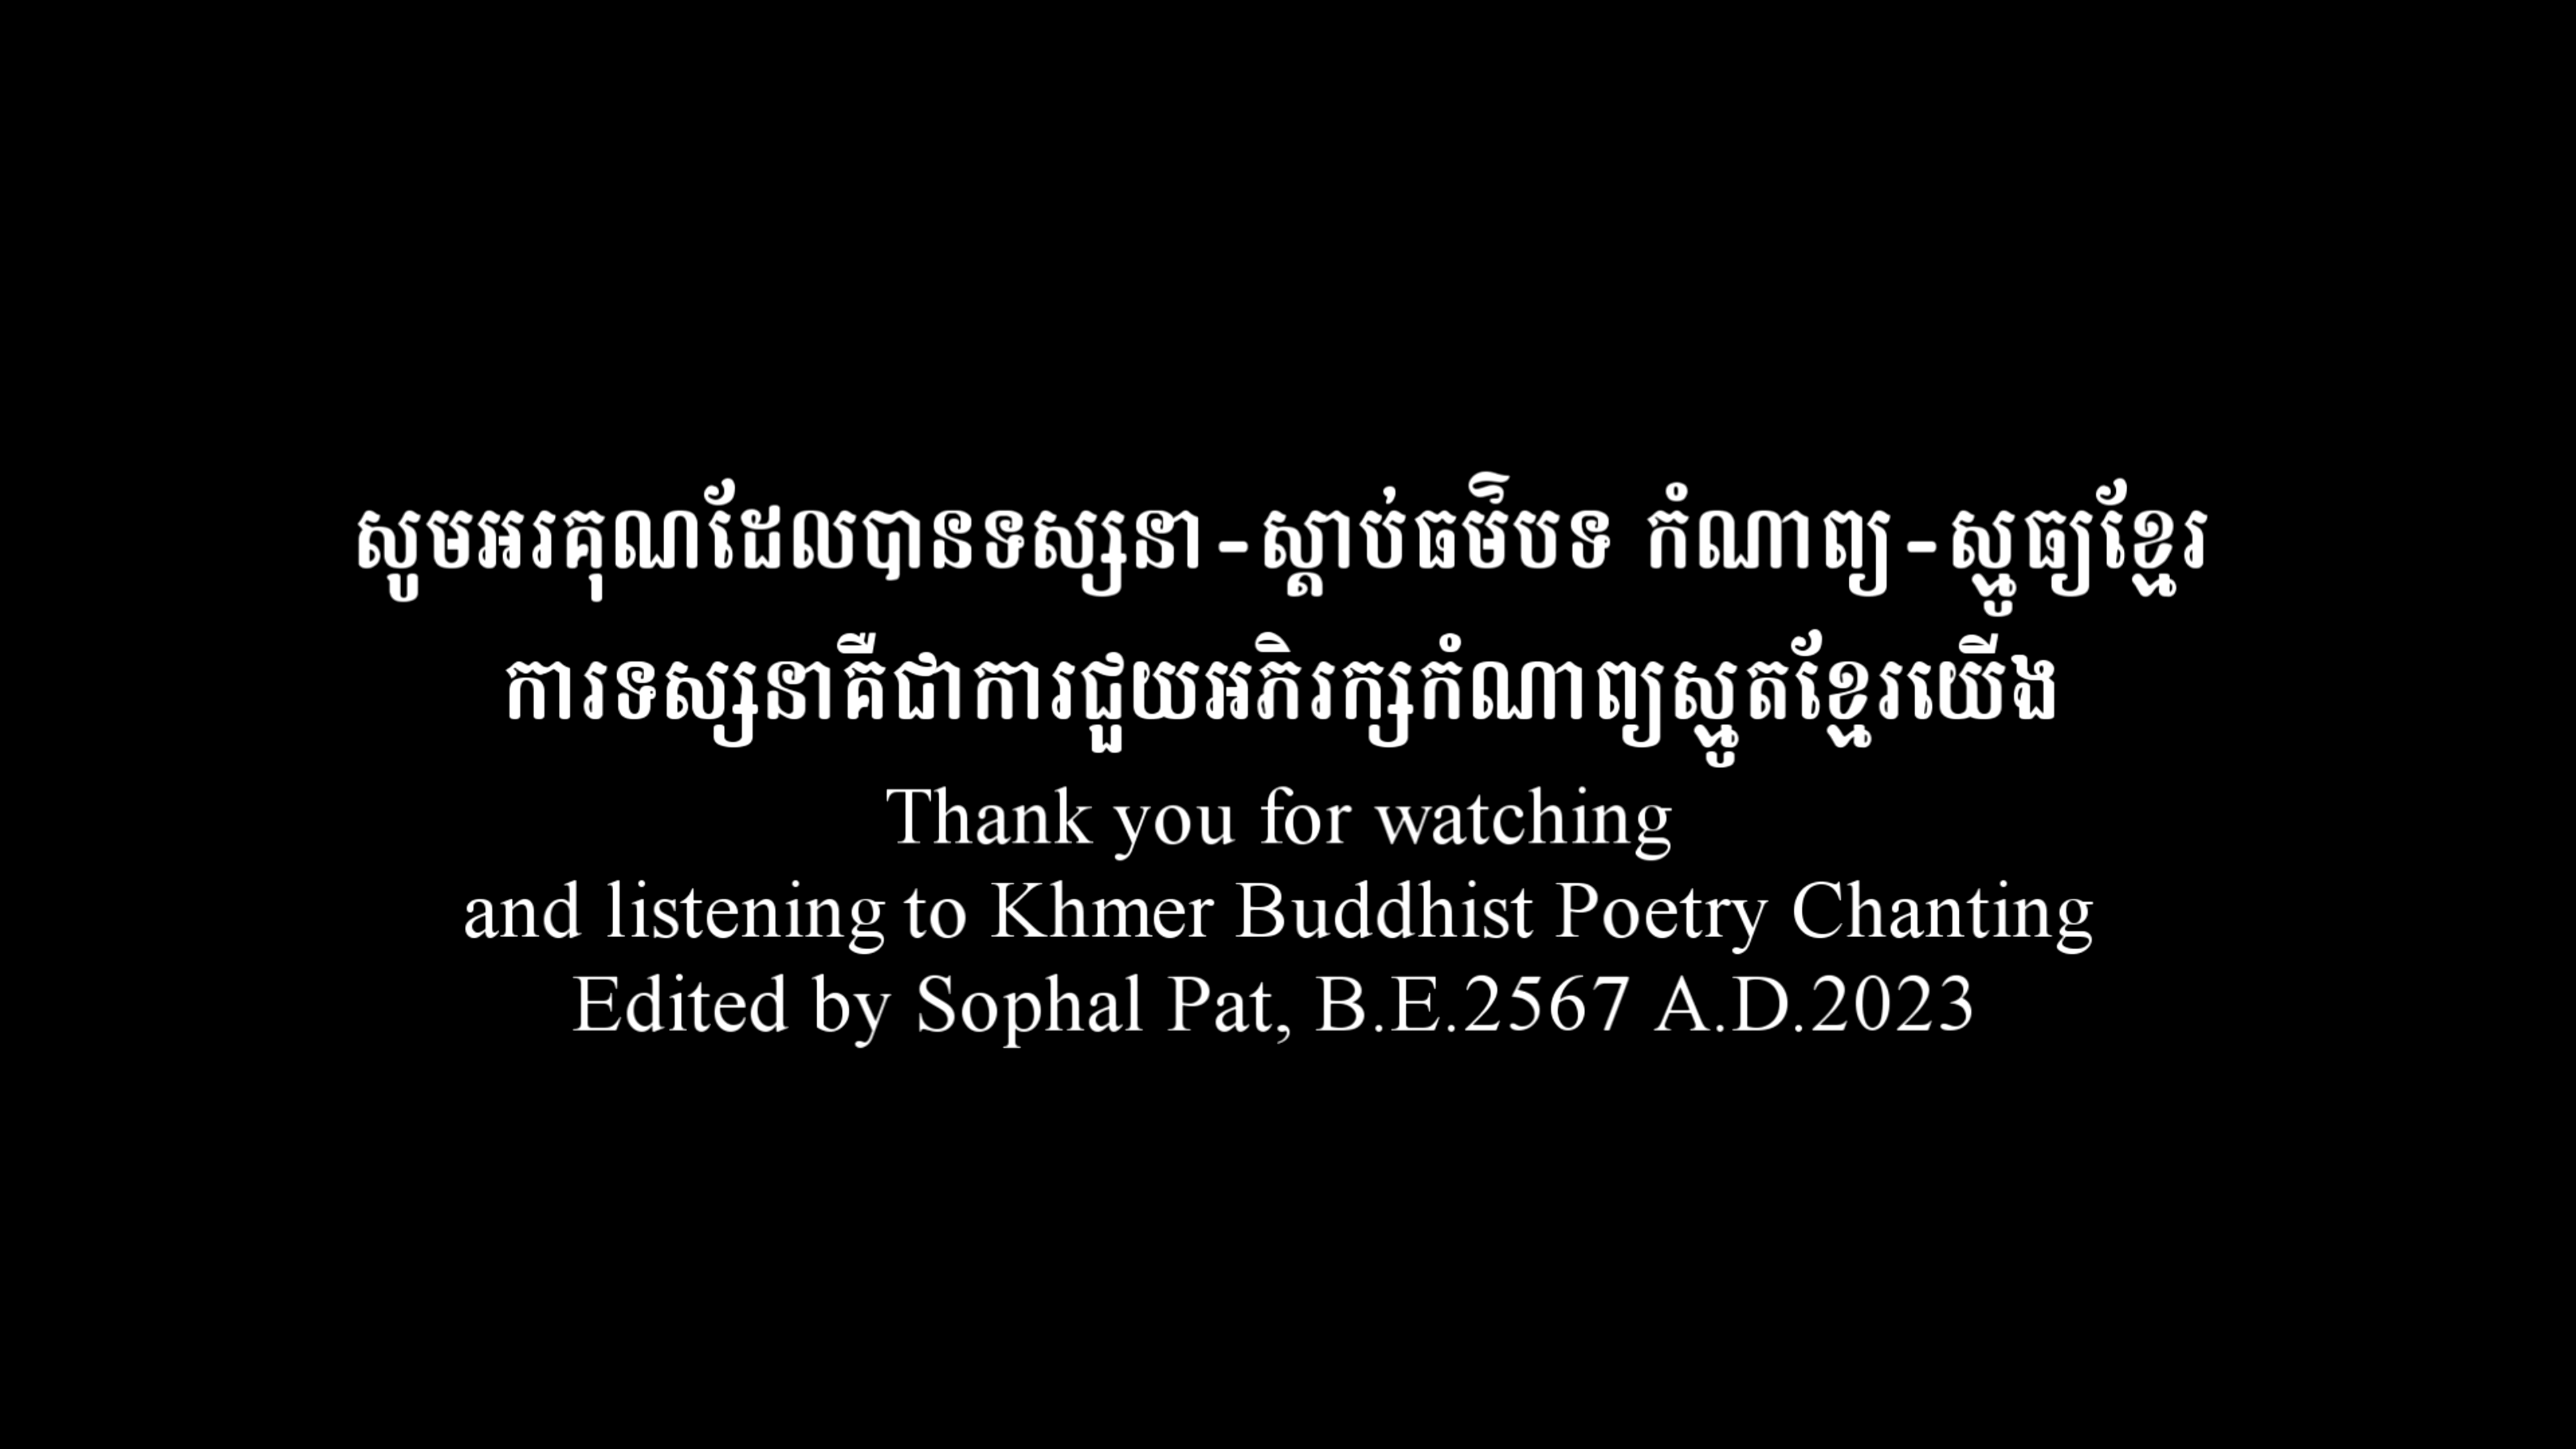 សូមអរគុណដែលបានទស្សនា-ស្ដាប់ធម៌បទ កំណាព្យ-ស្មូធ្យខ្មែរ
ការទស្សនាគឺជាការជួយអភិរក្សកំណាព្យស្មូតខ្មែរយើង
Thank you for watching
and listening to Khmer Buddhist Poetry Chanting
Edited by Sophal Pat, B.E.2567 A.D.2023